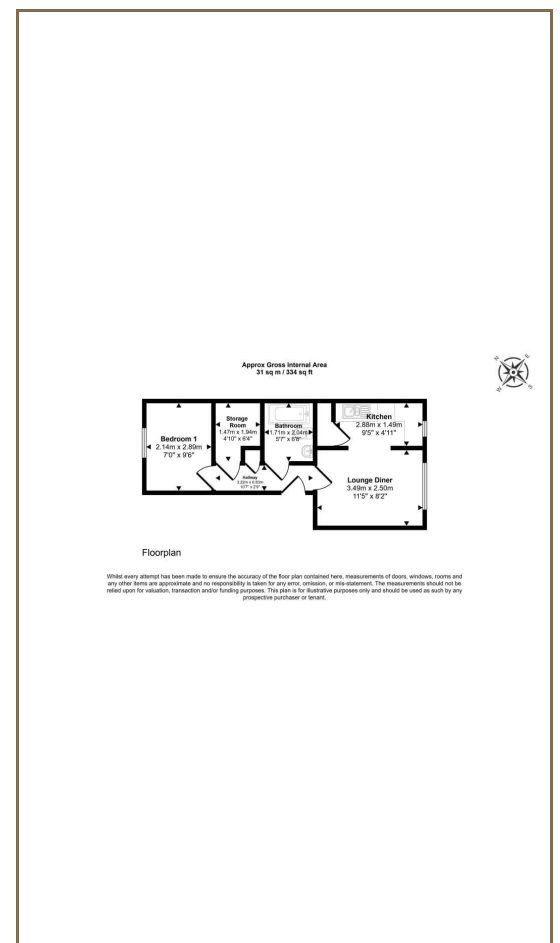 Approx Gross Internal Area
31 sq m / 334 sq ft
N
E
W
S
Bedroom 1
2.14m x 2.89m
7'0" x 9'6"
Storage
Room
1.47m x 1.94m
4'10" x 6'4"
Bathroom
1.71m x 2.04m
5'7" x 6'8"
Kitchen
2.88m x 1.49m
9'5" x 4'11"
Hallway
Lounge Diner
3.49m x 2.50m
11'5" x 8'2"
Floorplan
Whilst every attempt has been made to ensure the accuracy of the floor plan contained here, measurements of doors, windows, rooms and
any other items are approximate and no responsibility is taken for any error, omission, or mis-statement. The measurements should not be
relied upon for valuation, transaction and/or funding purposes. This plan is for illustrative purposes only and should be used as such by any
prospective purchaser or tenant.